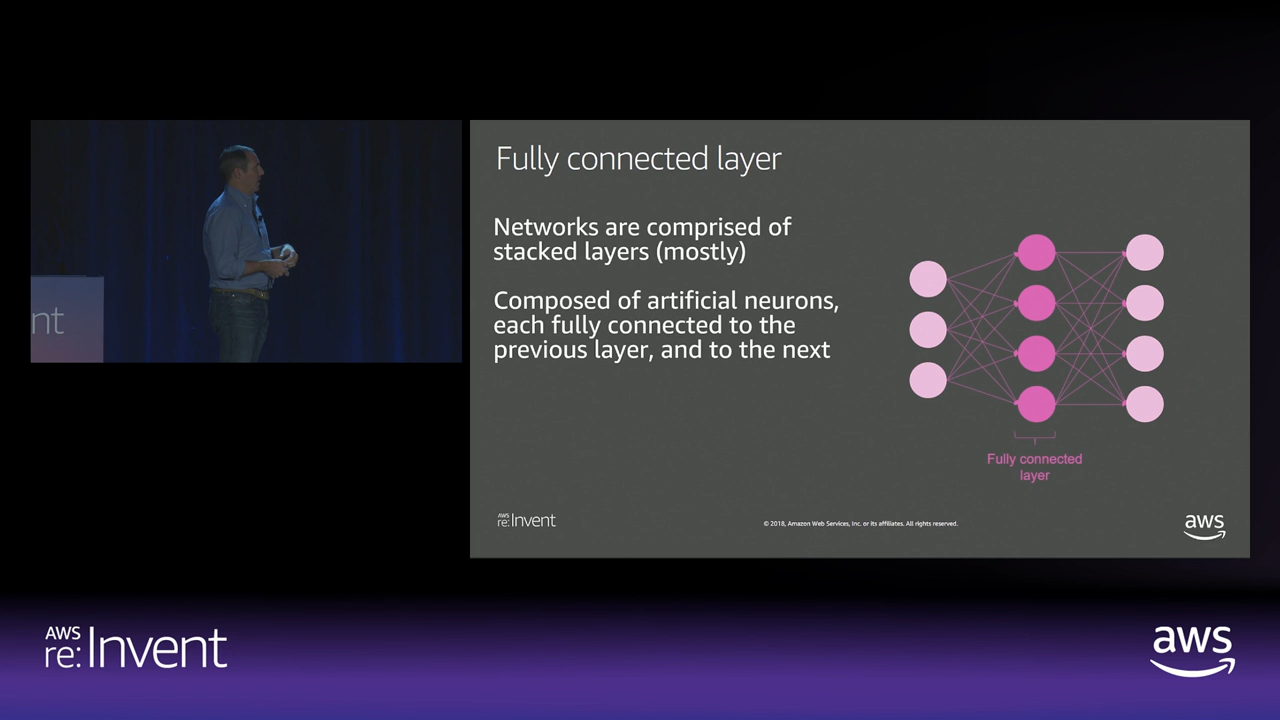 nt
Fully connected layer
Networks are comprised of
stacked layers (mostly)
Composed of artificial neurons,
each fully connected to the
previous layer, and to the next
Fully connected
layer
AWS
re:Invent
© 2018, Amazon Web Services, Inc. or its affiliates. All rights reserved.
aws
AWS
re:Invent
aws